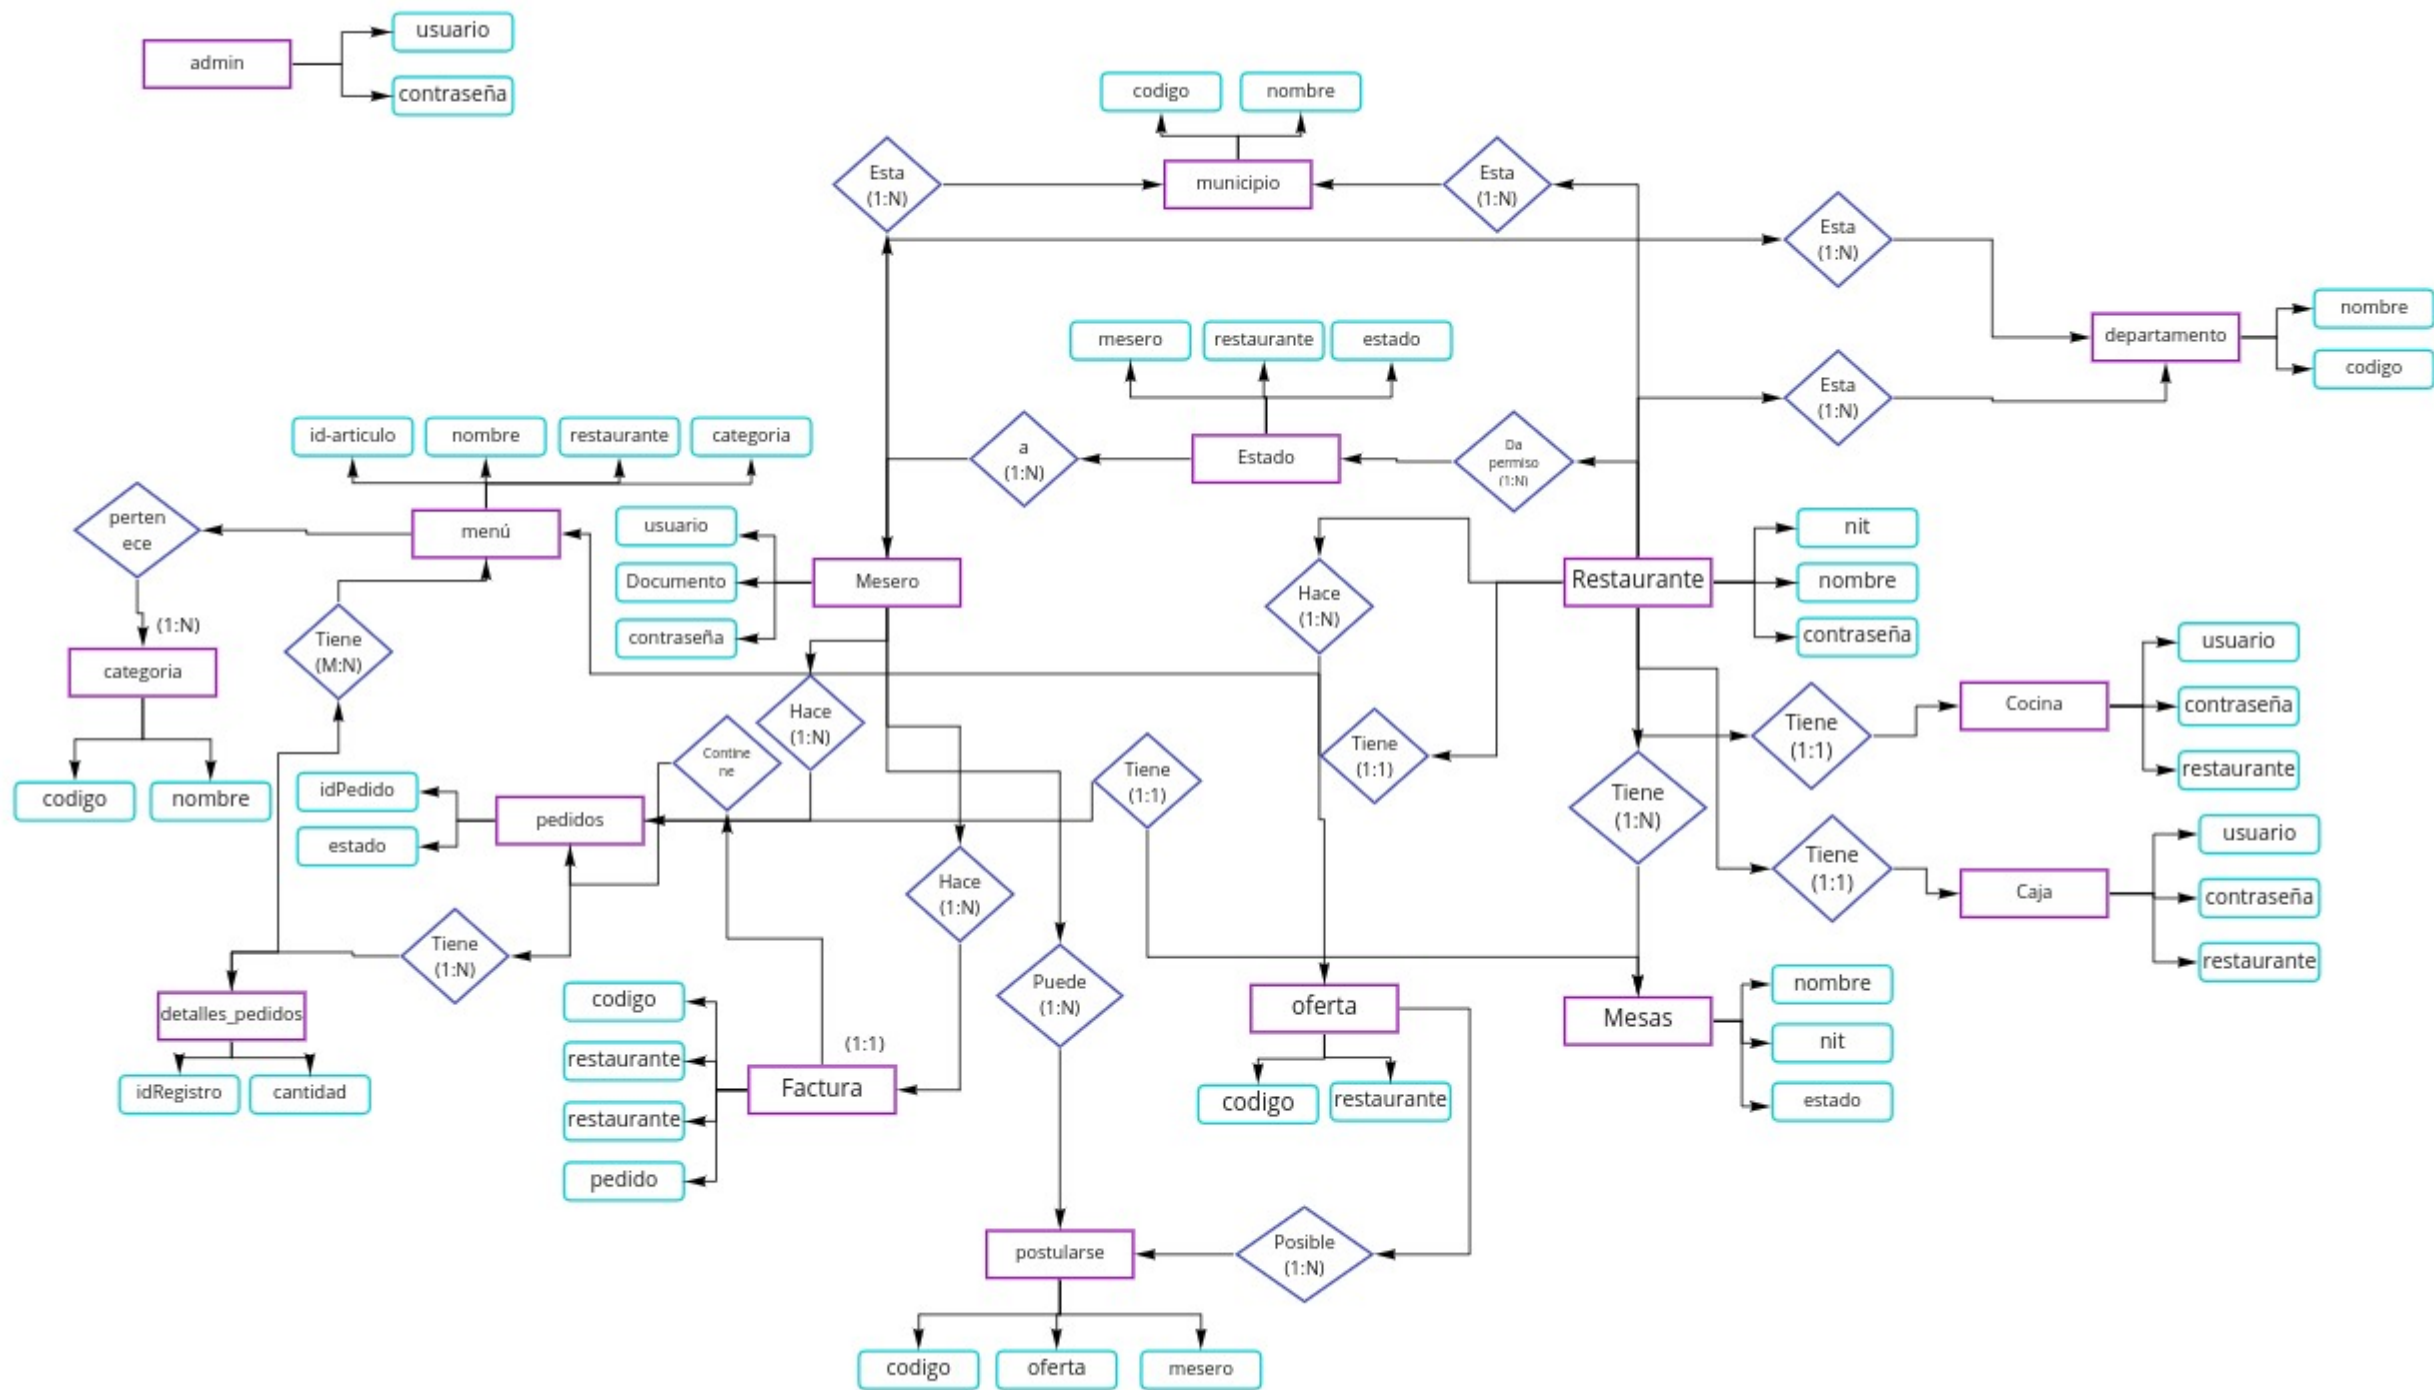 usuario
admin
contraseña
codigo
nombre
Esta
(1:N)
municipio
Esta
(1:N)
Esta
(1:N)
nombre
departamento
codigo
mesero
restaurante
estado
Esta
(1:N)
a
(1:N)
Estado
Da
permiso
(1:N)
id-articulo
nombre
restaurante
categoria
perten
ece
menú
usuario
Documento
contraseña
Mesero
Hace
(1:N)
Restaurante
nit
nombre
contraseña
(1:N)
categoria
Tiene
(M:N)
codigo
nombre
Contine
ne
Hace
(1:N)
Tiene
(1:1)
Tiene
(1:1)
Tiene
(1:N)
Tiene
(1:1)
Cocina
usuario
contraseña
restaurante
idPedido
estado
pedidos
Hace
(1:N)
Tiene
(1:1)
Caja
usuario
contraseña
restaurante
Tiene
(1:N)
detalles_pedidos
idRegistro
cantidad
codigo
restaurante
restaurante
pedido
(1:1)
Factura
Puede
(1:N)
oferta
codigo
restaurante
Mesas
nombre
nit
estado
postularse
Posible
(1:N)
codigo
oferta
mesero